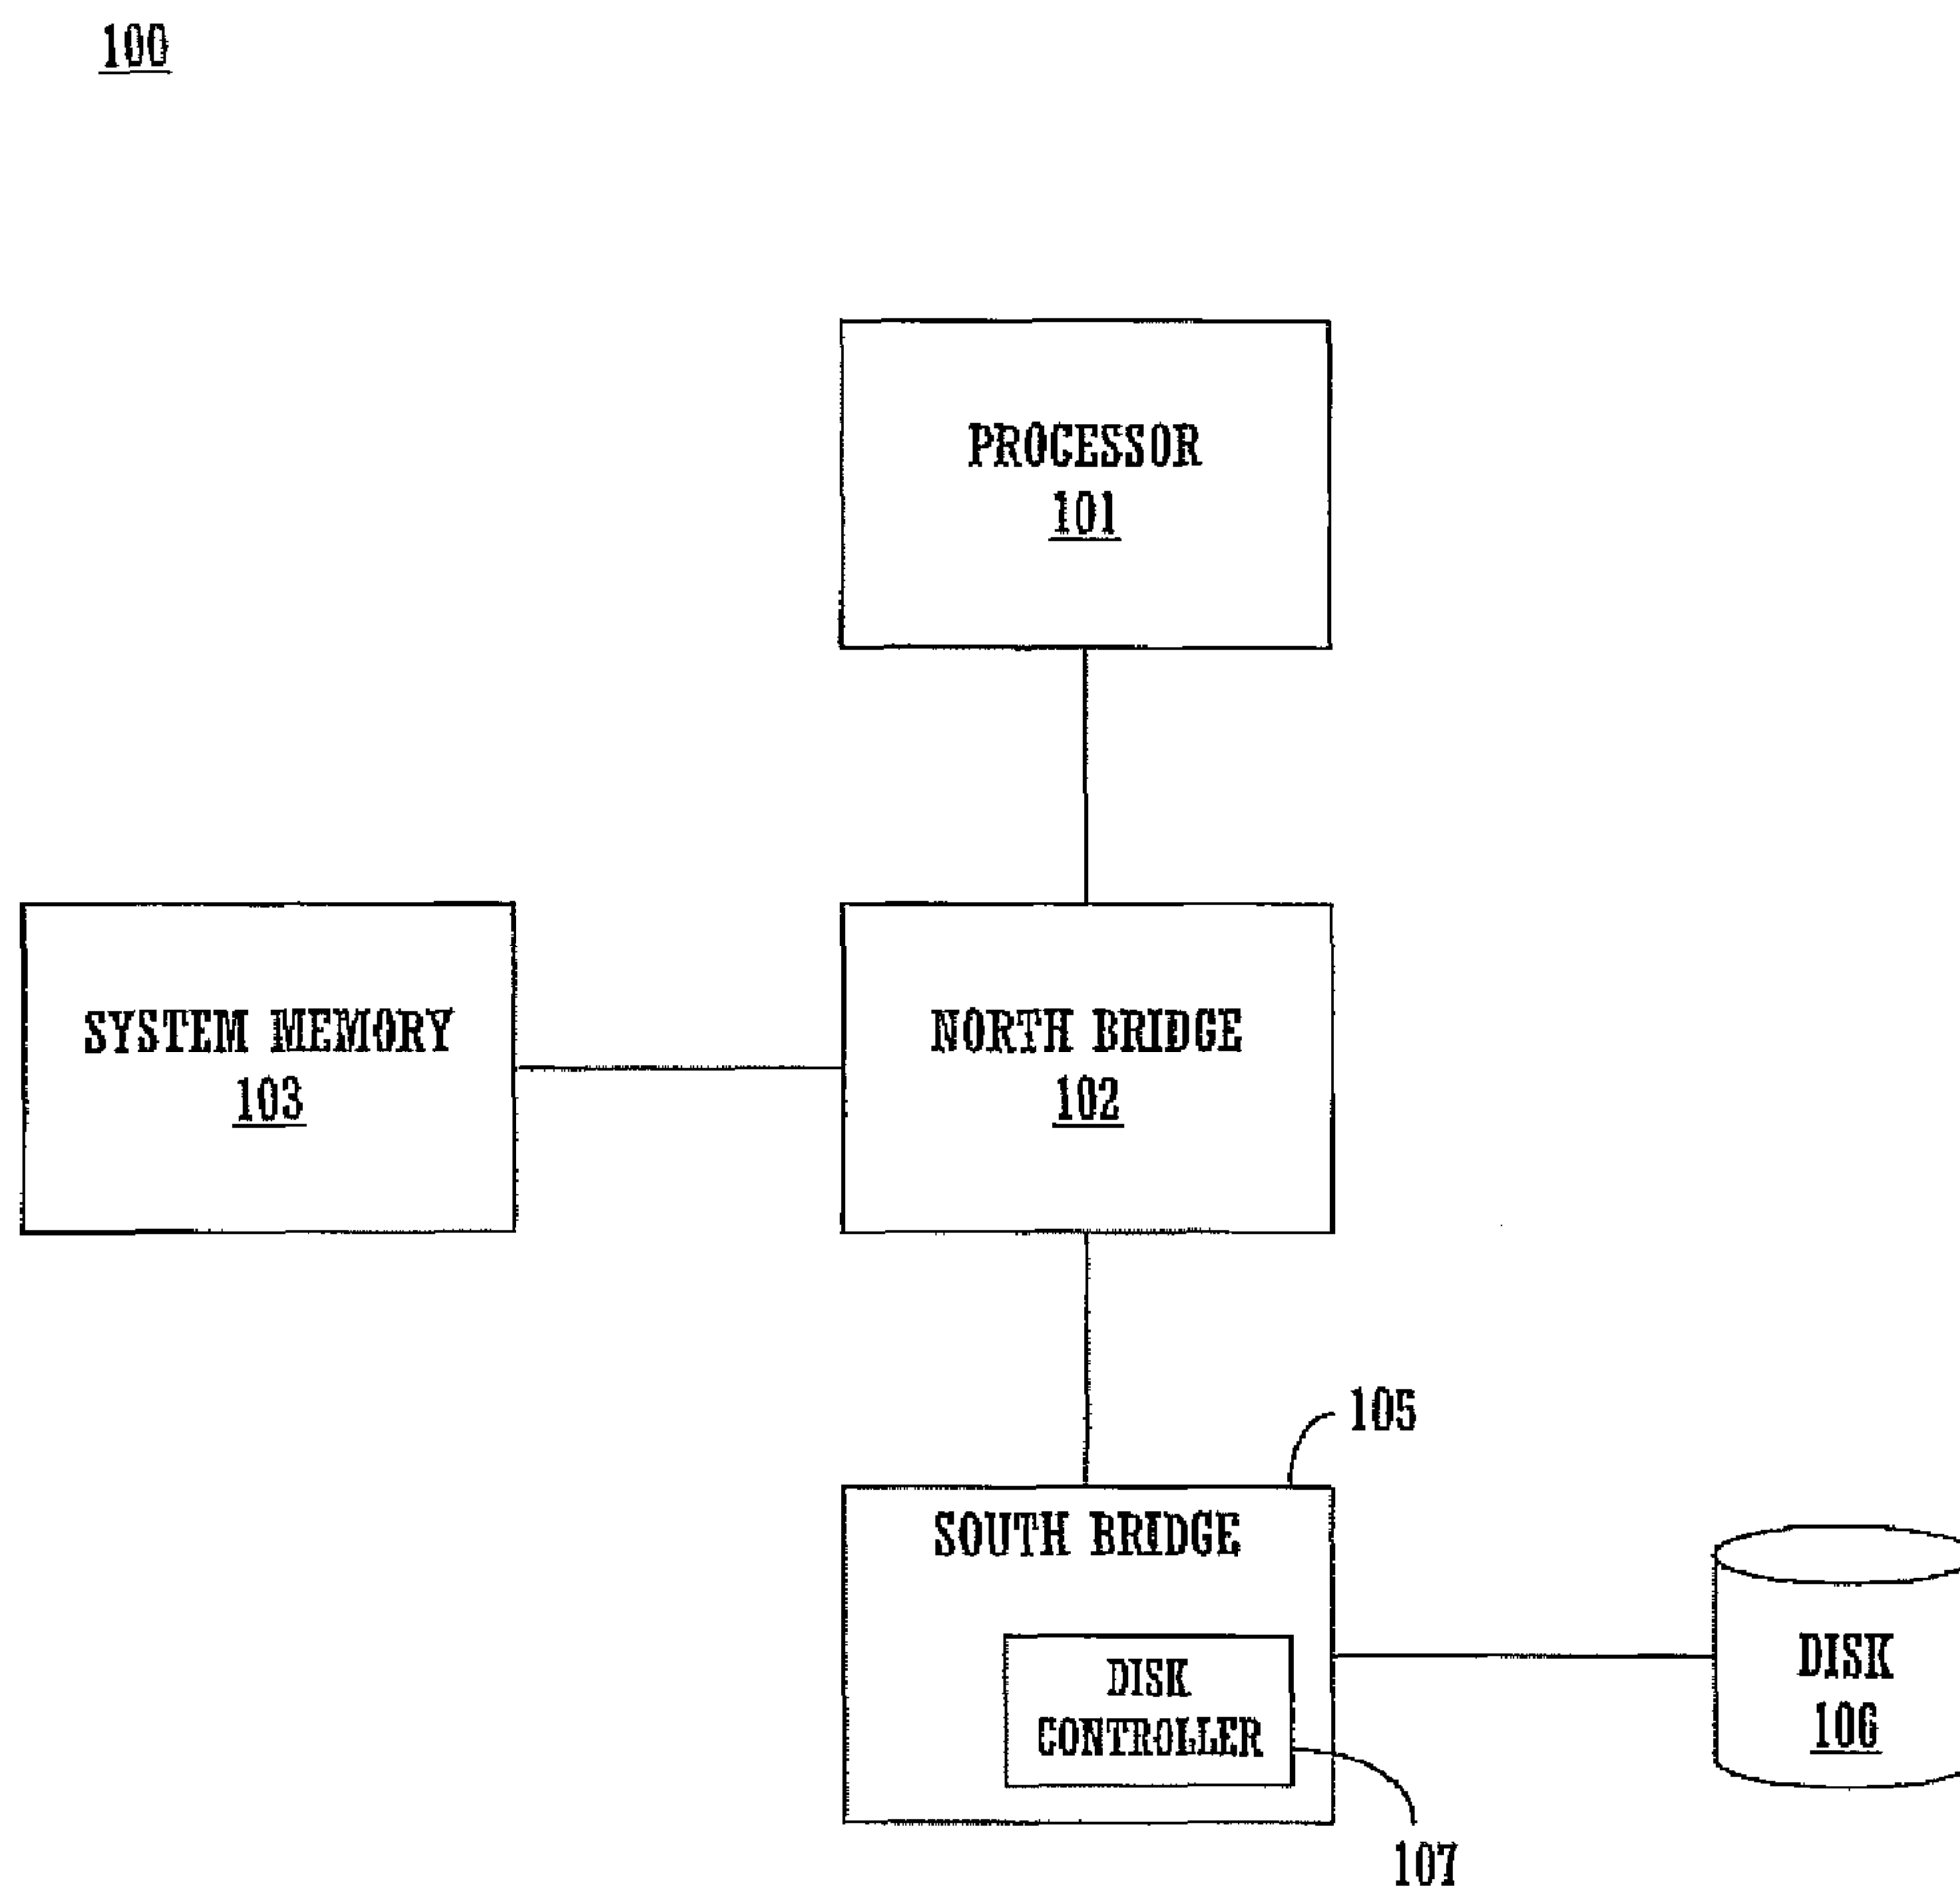 100
PROCESSOR
101
SYSTEM MEMORY
103
NORTH BRIDGE
102
105
SOUTH BRIDGE
DISK
CONTROLLER
107
DISK
106